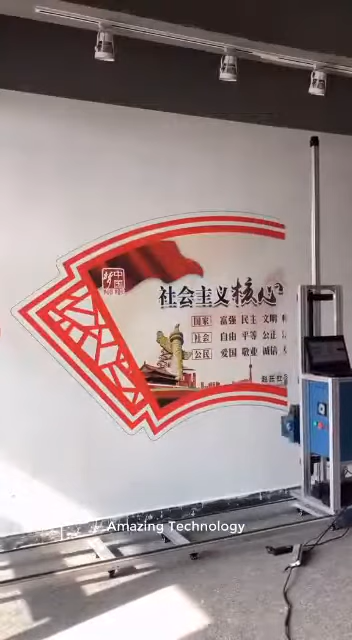 中国
梦
社会主义核心
国家 富强 民主 文明
社会 自由 平等 公正
公民 爱国 敬业 诚信
Amazing Technology